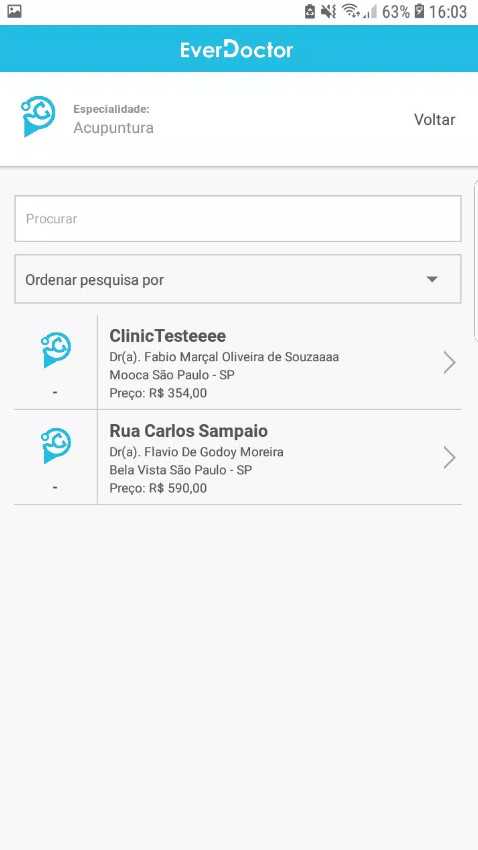 63% 16:03
EverDoctor
Especialidade:
Acupuntura
Voltar
Procurar
Ordenar pesquisa por
ClinicTesteeee
Dr(a). Fabio Marçal Oliveira de Souzaaaa
Mooca São Paulo - SP
Preço: R$ 354,00
-
Rua Carlos Sampaio
Dr(a). Flavio De Godoy Moreira
Bela Vista São Paulo - SP
Preço: R$ 590,00
-